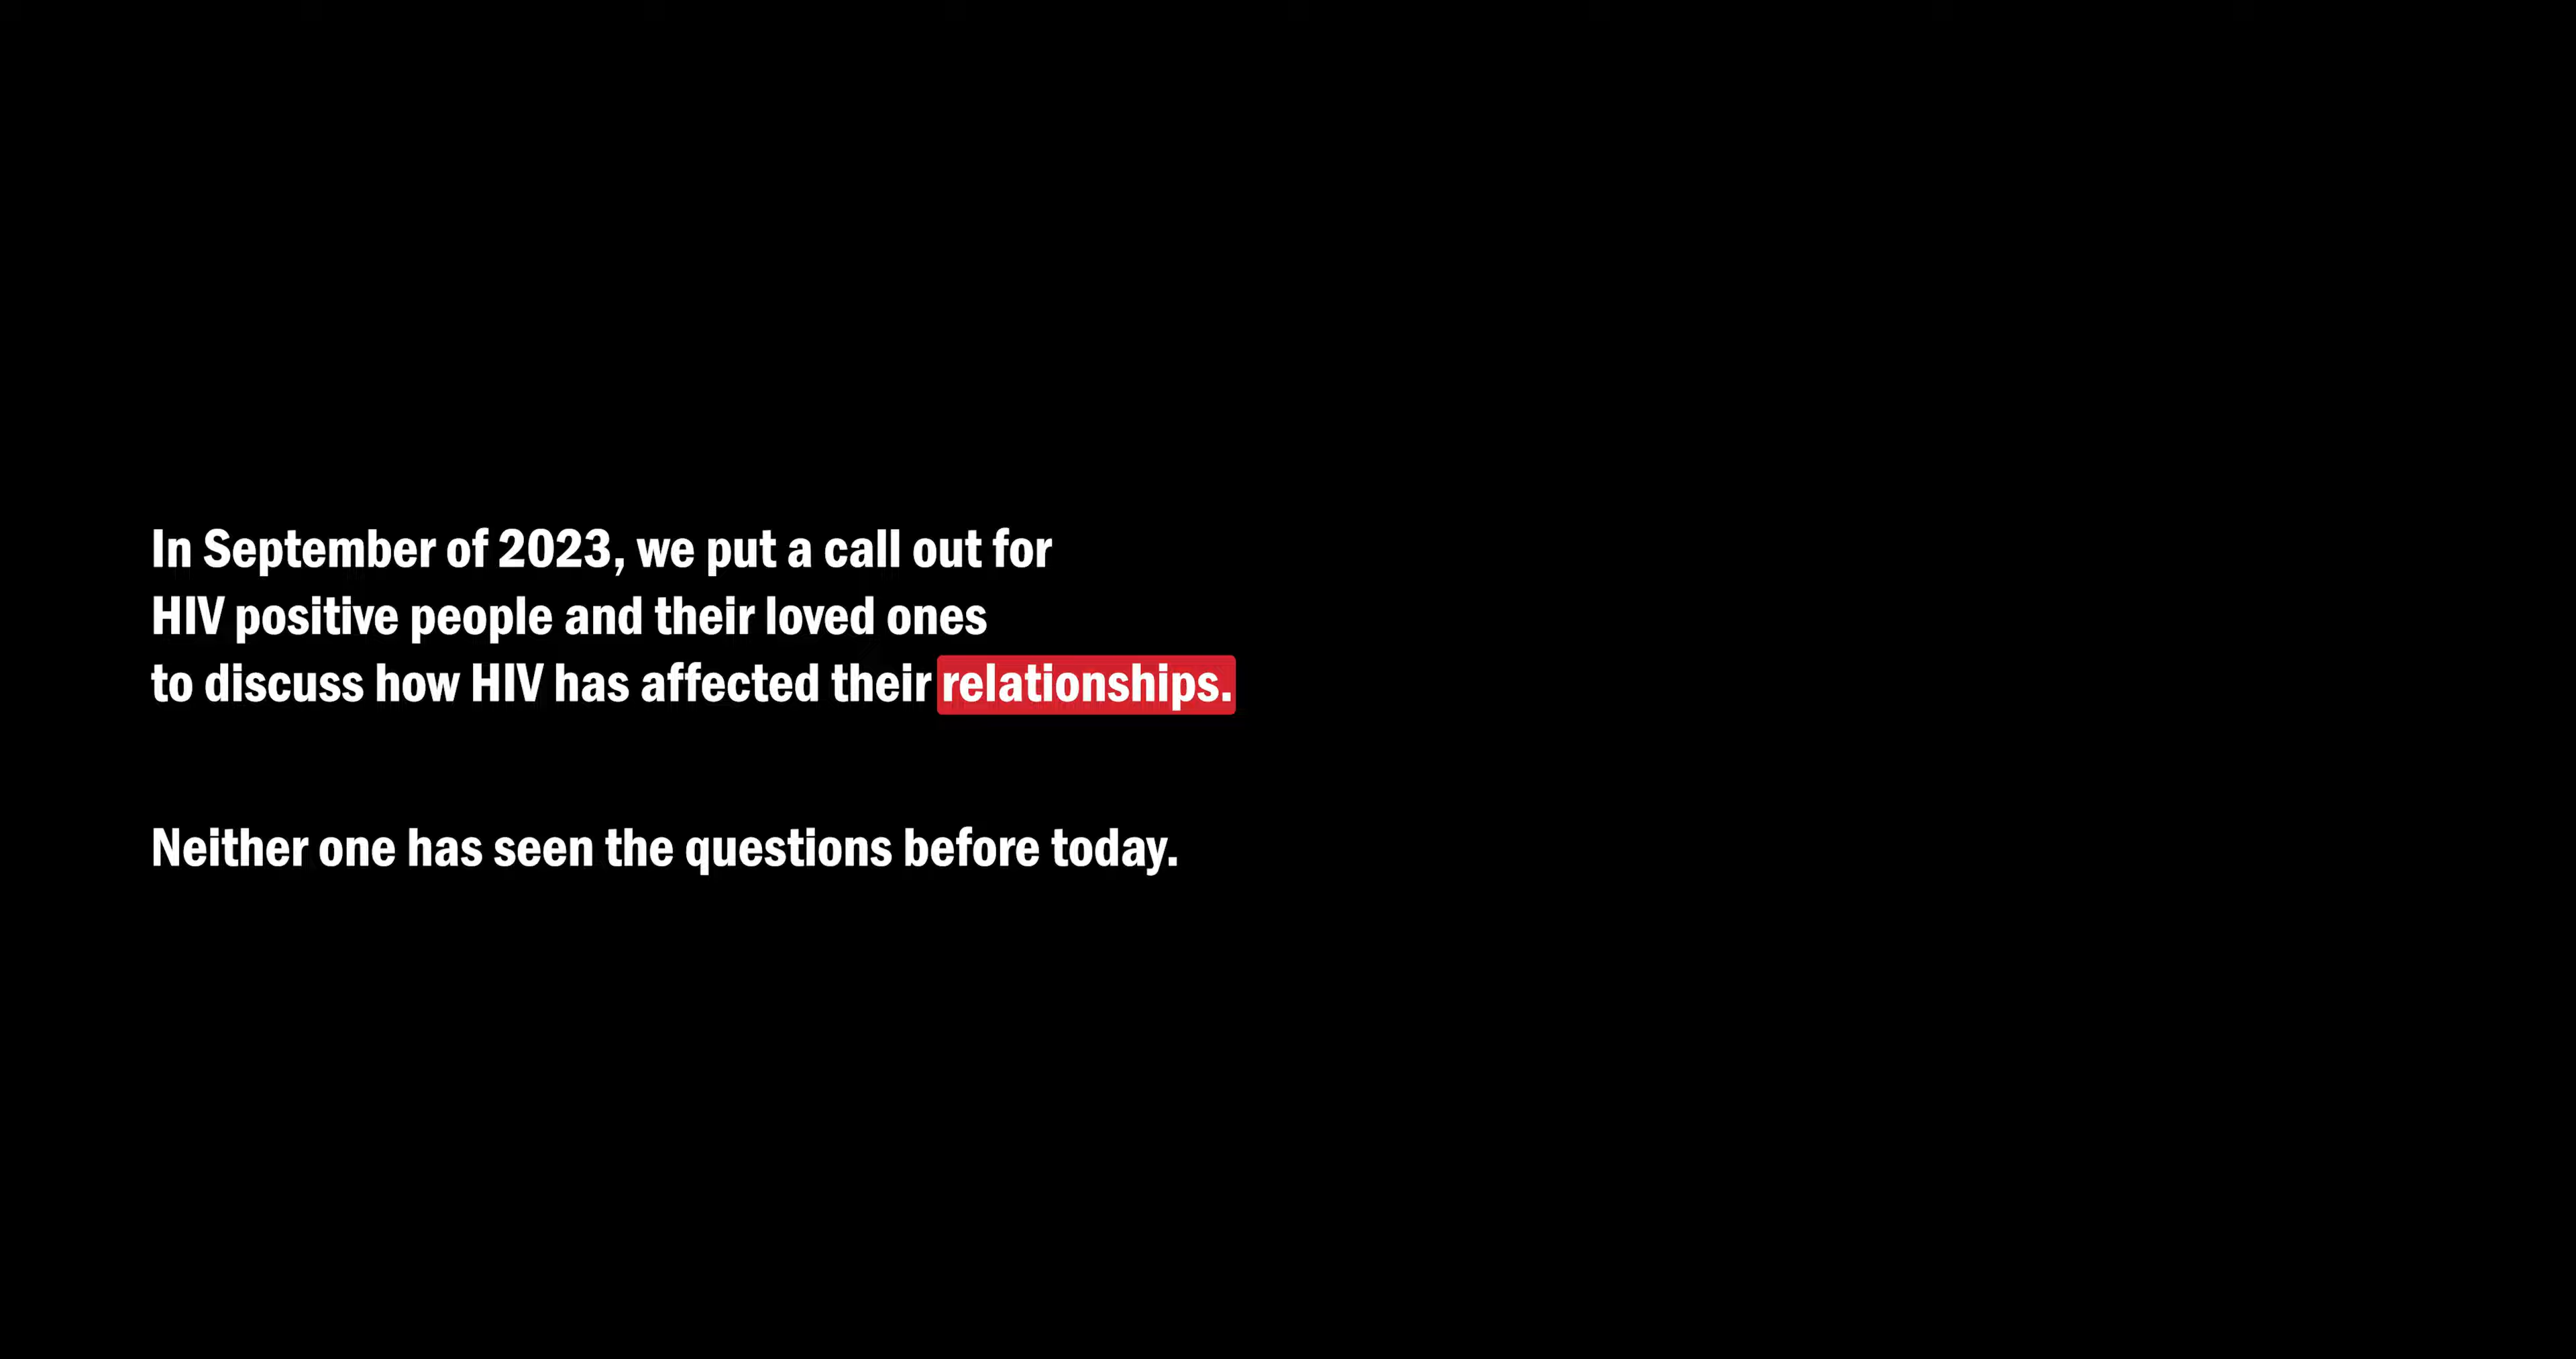 In September of 2023, we put a call out for
HIV positive people and their loved ones
to discuss how HIV has affected their relationships.
Neither one has seen the questions before today.